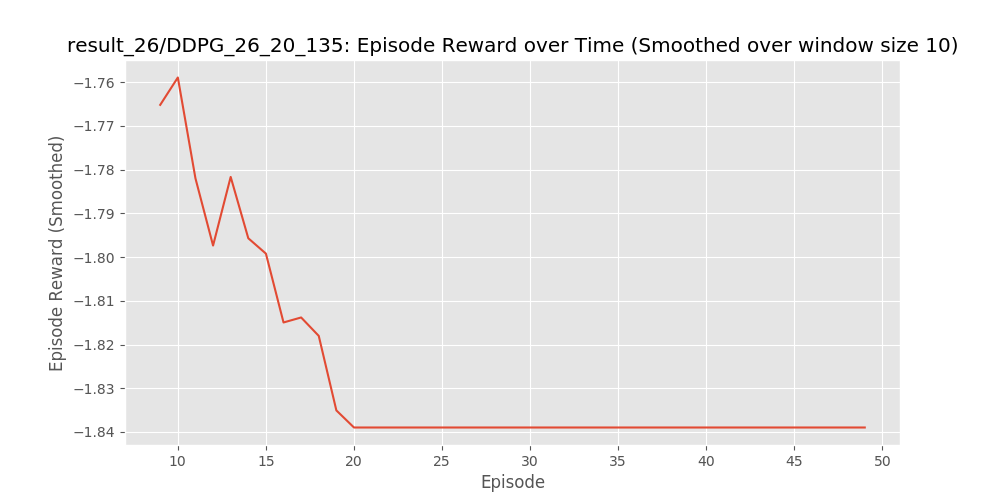 result_26/DDPG_26_20_135: Episode Reward over Time (Smoothed over window size 10)
Episode Reward (Smoothed)
−1.76
−1.77
−1.78
−1.79
−1.80
−1.81
−1.82
−1.83
−1.84
10 15 20 25 30 35 40 45 50
Episode